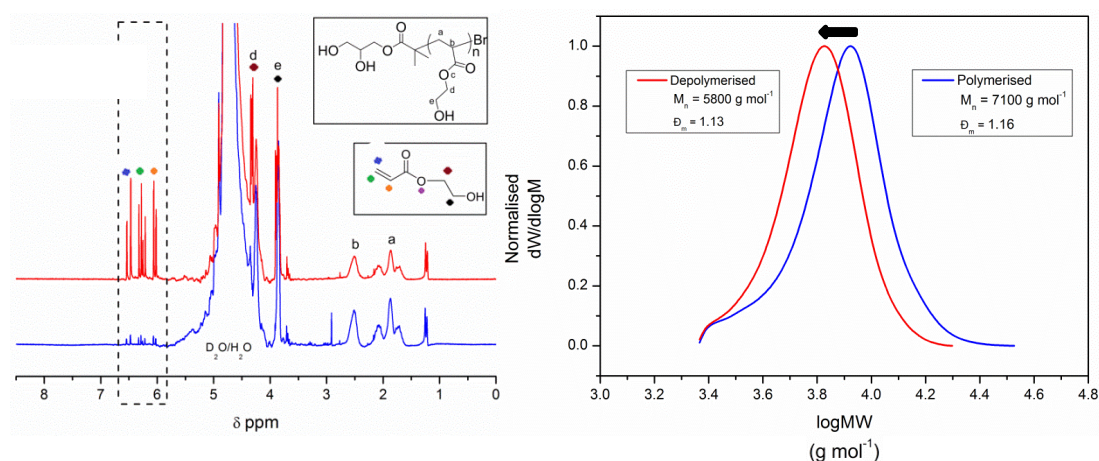 d
e
O
HO
OH
O
a
b
Br
n
O
c
O
d
e
OH
O
O
OH
b
a
D2O/H2O
8
7
6
5
4
3
2
1
0
δ ppm
Normalised
dW/dlogM
1.0
0.8
0.6
0.4
0.2
0.0
Depolymerised
Mn = 5800 g mol-1
Đm = 1.13
Polymerised
Mn = 7100 g mol-1
Đm = 1.16
3.0
3.2
3.4
3.6
3.8
4.0
4.2
4.4
4.6
4.8
logMW
(g mol-1)